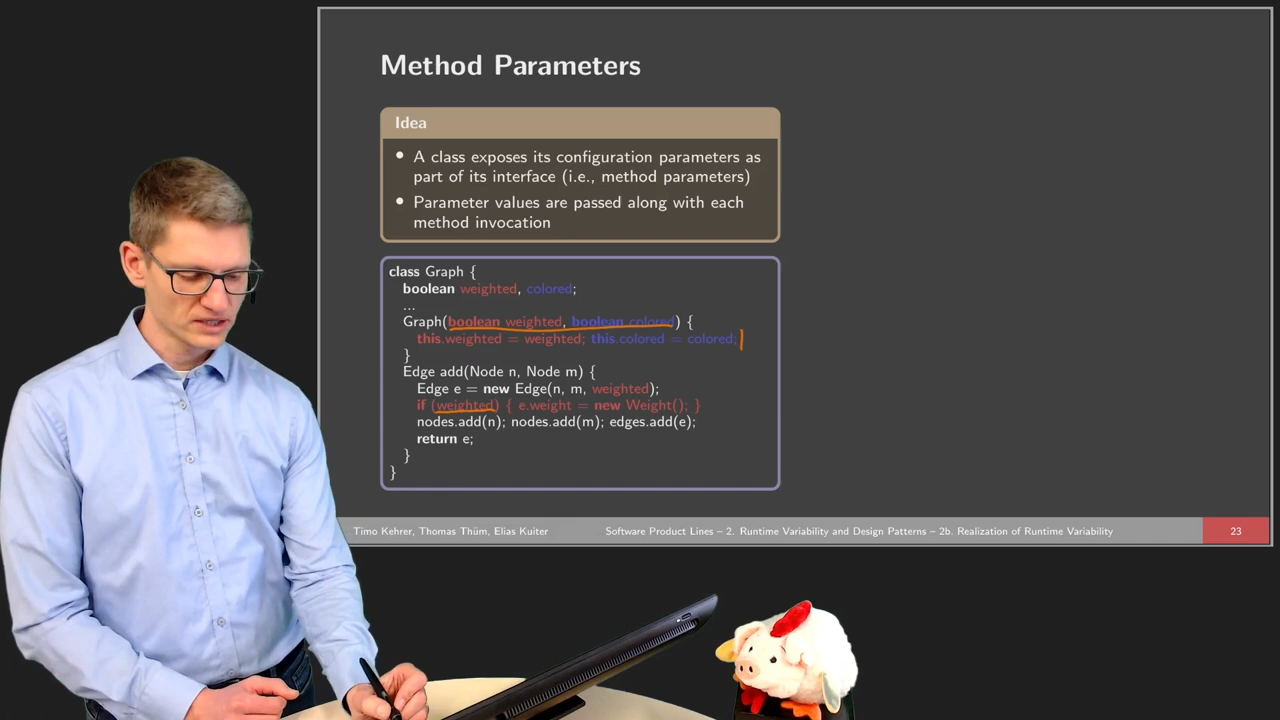 Method Parameters
Idea
• A class exposes its configuration parameters as
part of its interface (i.e., method parameters)
• Parameter values are passed along with each
method invocation
class Graph {
boolean weighted, colored;
...
Graph(boolean weighted, boolean colored) {
this.weighted = weighted; this.colored = colored;
}
Edge add(Node n, Node m) {
Edge e = new Edge(n, m, weighted);
if (weighted) { e.weight = new Weight(); }
nodes.add(n); nodes.add(m); edges.add(e);
return e;
}
}
Timo Kehrer, Thomas Thüm, Elias Kuiter
Software Product Lines – 2. Runtime Variability and Design Patterns – 2b. Realization of Runtime Variability
23